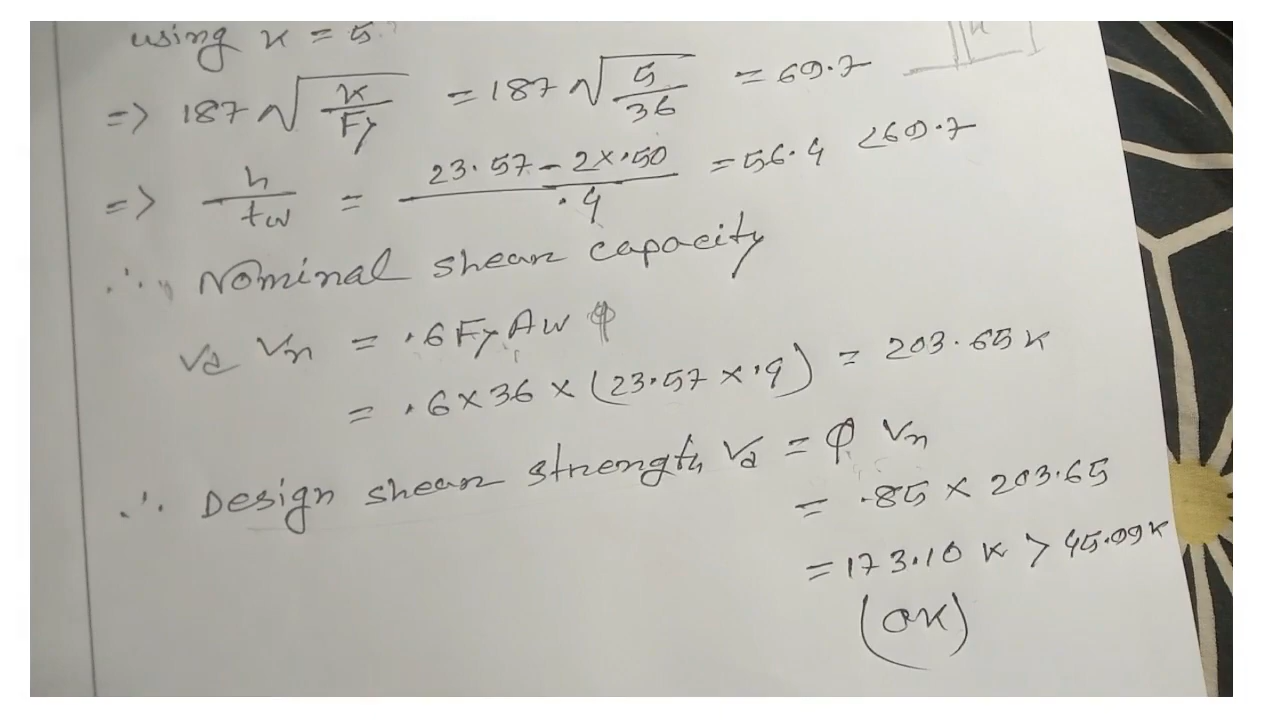 using K = 5
=> 187 √(K/Fy) = 187 √(5/36) = 69.7
=> h/tw = (23.57 - 2×.50)/.4 = 56.4 <69.7
∴ Nominal shear capacity
Vd Vn = .6 Fy Aw φ
= .6×36×(23.57×.4) = 203.65 K
∴ Design shear strength Vd = φ Vn
= .85 × 203.65
= 173.10 K > 45.99K
(OK)